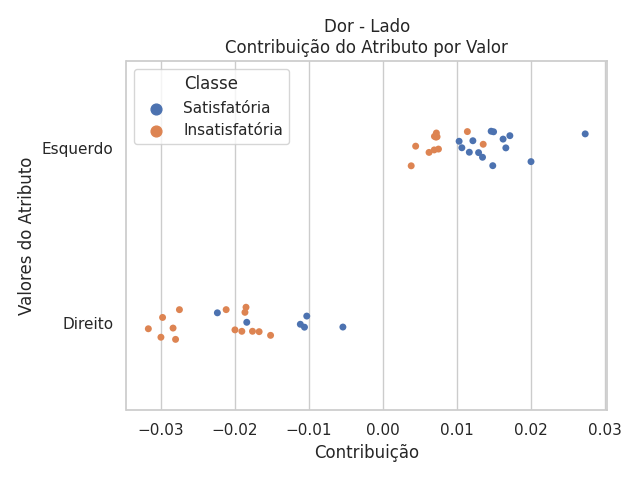 Dor - Lado
Contribuição do Atributo por Valor
Classe
Satisfatória
Insatisfatória
Valores do Atributo
Esquerdo
Direito
−0.03 −0.02 −0.01 0.00 0.01 0.02 0.03
Contribuição